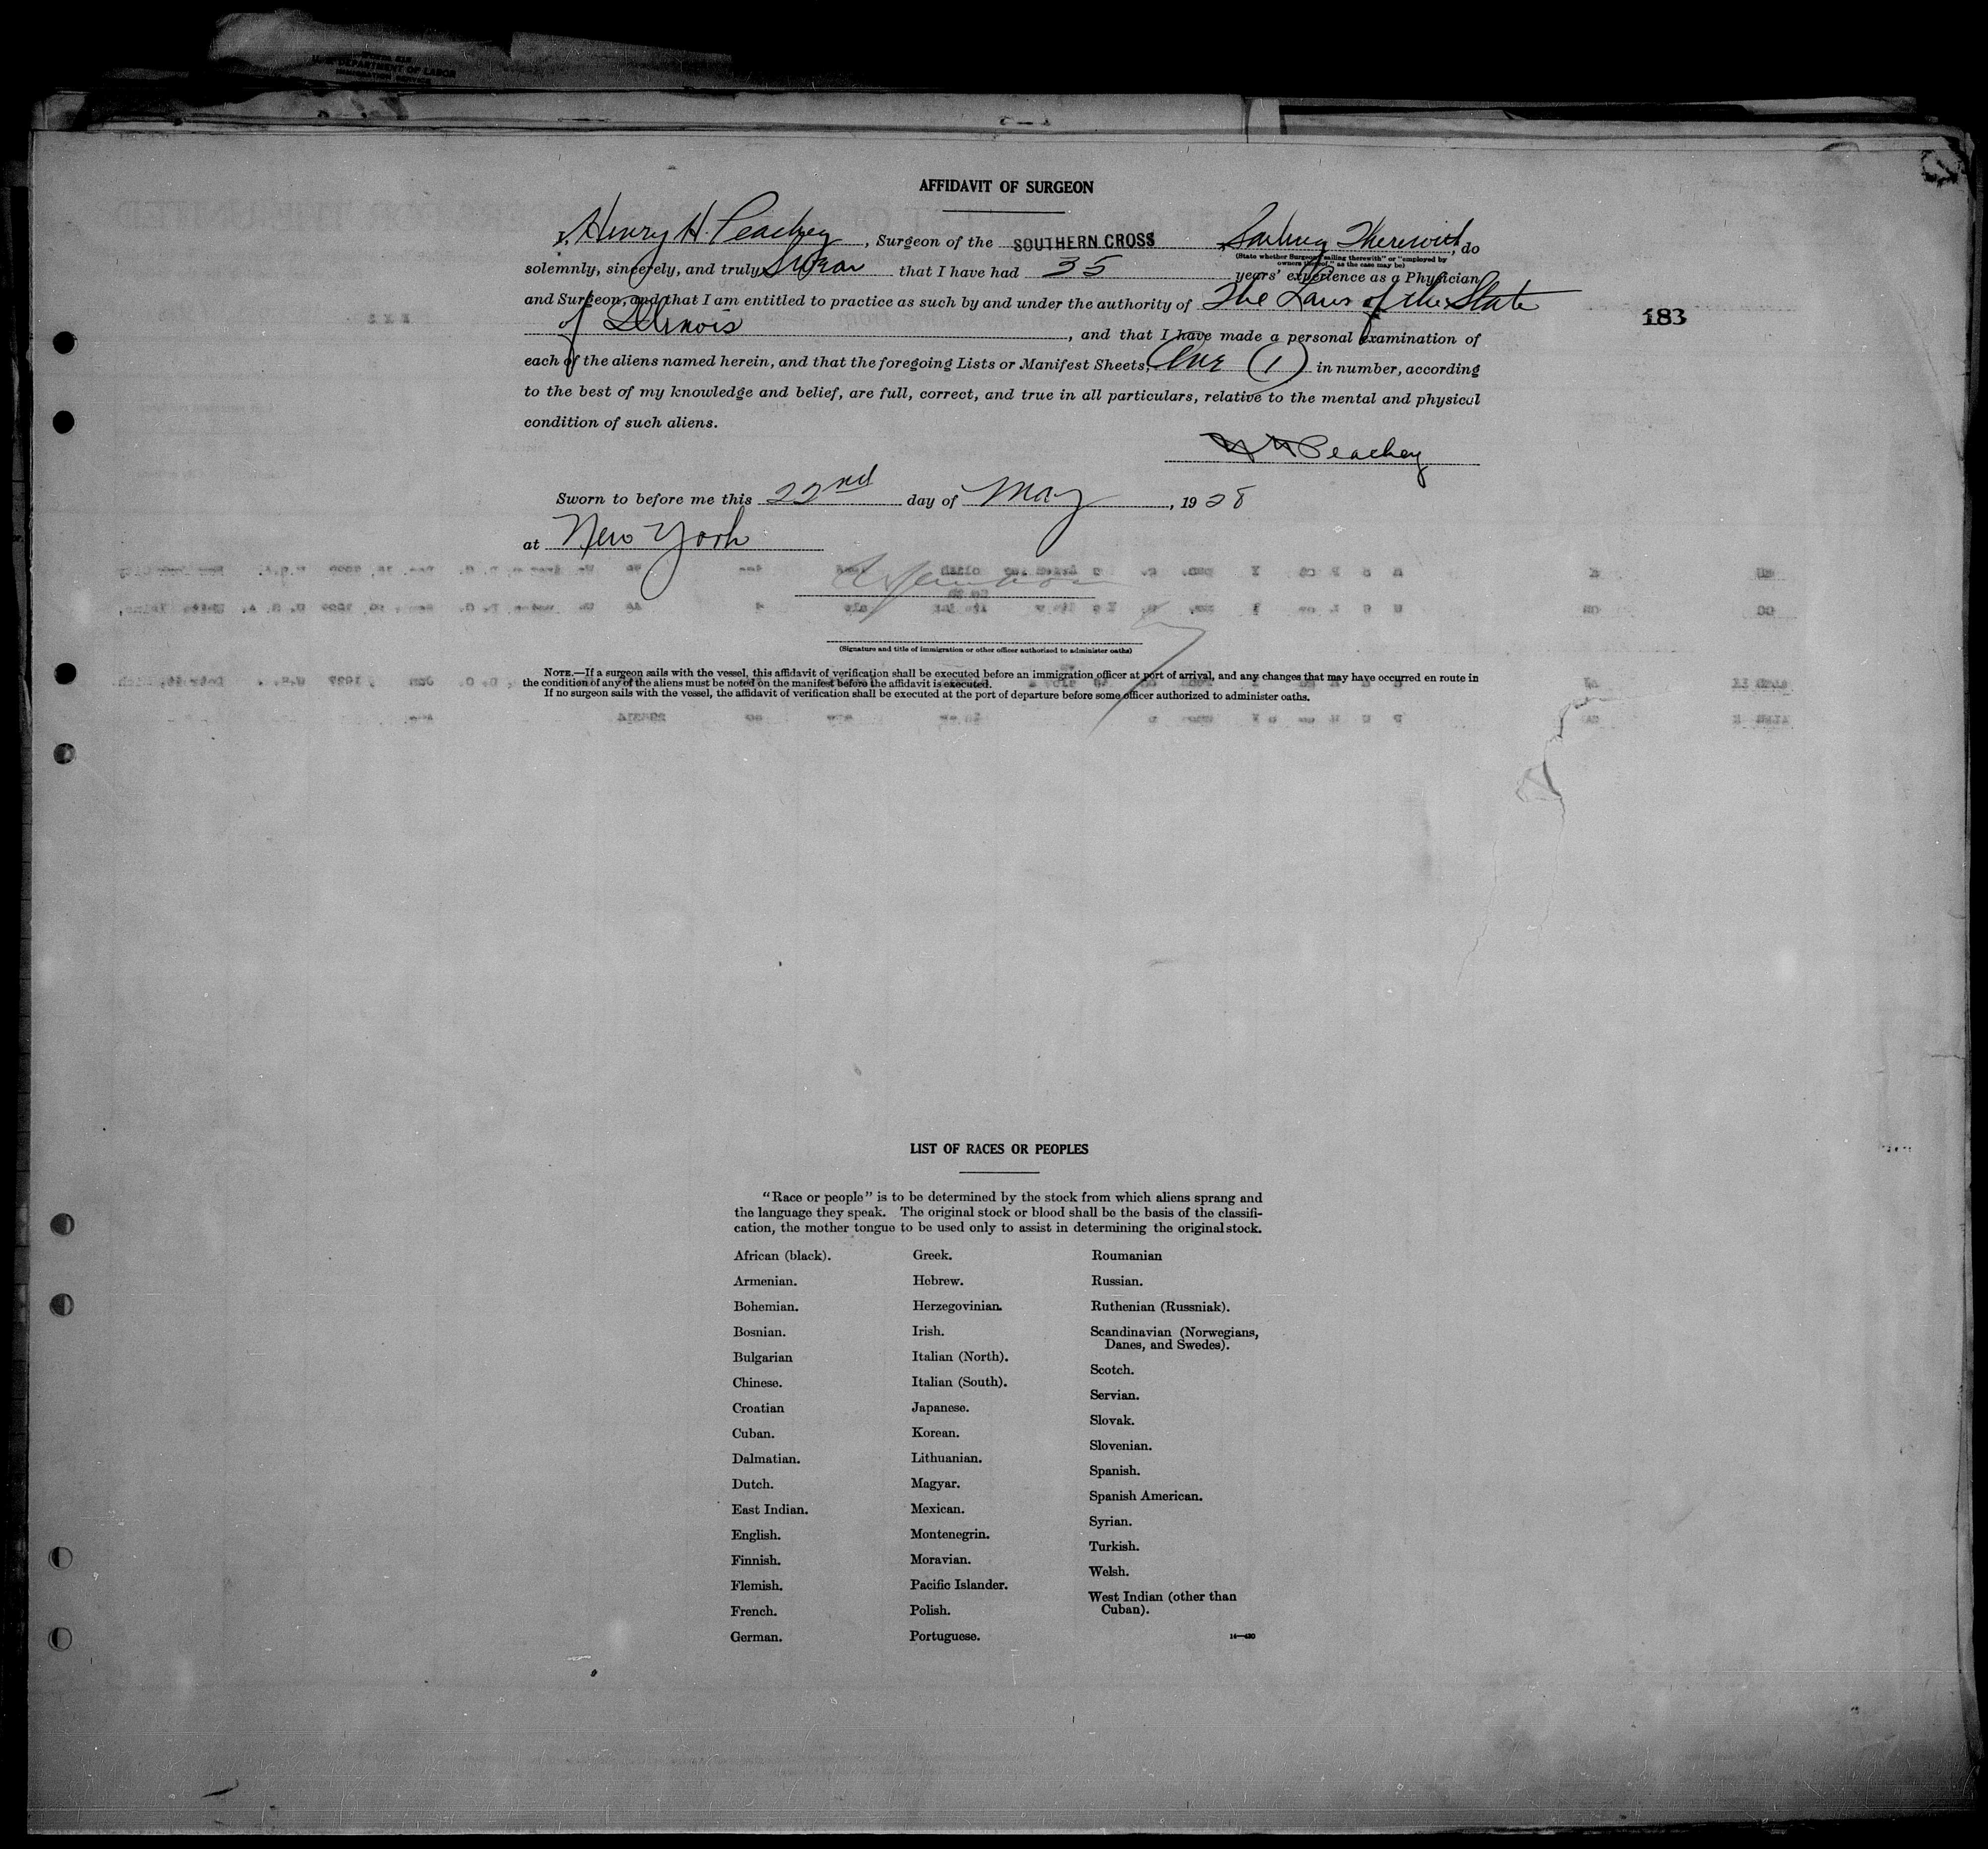 U. S. DEPARTMENT OF LABOR
IMMIGRATION SERVICE
AFFIDAVIT OF SURGEON
I, Henry H. Peachey, Surgeon of the SOUTHERN CROSS Sailing Therewith, do
(State whether Surgeon "sailing therewith" or "employed by
owners thereof," as the case may be)
solemnly, sincerely, and truly Swear that I have had 35 years' experience as a Physician
and Surgeon, and that I am entitled to practice as such by and under the authority of The Laws of the State
of Illinois, and that I have made a personal examination of
183
each of the aliens named herein, and that the foregoing Lists or Manifest Sheets, One (1) in number, according
to the best of my knowledge and belief, are full, correct, and true in all particulars, relative to the mental and physical
condition of such aliens.
H H Peachey
Sworn to before me this 22nd day of May, 1928
at New York
(Signature and title of immigration or other officer authorized to administer oaths)
NOTE.—If a surgeon sails with the vessel, this affidavit of verification shall be executed before an immigration officer at port of arrival, and any changes that may have occurred en route in
the condition of any of the aliens must be noted on the manifest before the affidavit is executed.
If no surgeon sails with the vessel, the affidavit of verification shall be executed at the port of departure before some officer authorized to administer oaths.
LIST OF RACES OR PEOPLES
"Race or people" is to be determined by the stock from which aliens sprang and
the language they speak. The original stock or blood shall be the basis of the classifi-
cation, the mother tongue to be used only to assist in determining the original stock.
African (black).
Armenian.
Bohemian.
Bosnian.
Bulgarian
Chinese.
Croatian
Cuban.
Dalmatian.
Dutch.
East Indian.
English.
Finnish.
Flemish.
French.
German.
Greek.
Hebrew.
Herzegovinian.
Irish.
Italian (North).
Italian (South).
Japanese.
Korean.
Lithuanian.
Magyar.
Mexican.
Montenegrin.
Moravian.
Pacific Islander.
Polish.
Portuguese.
Roumanian
Russian.
Ruthenian (Russniak).
Scandinavian (Norwegians,
Danes, and Swedes).
Scotch.
Servian.
Slovak.
Slovenian.
Spanish.
Spanish American.
Syrian.
Turkish.
Welsh.
West Indian (other than
Cuban).
14—430